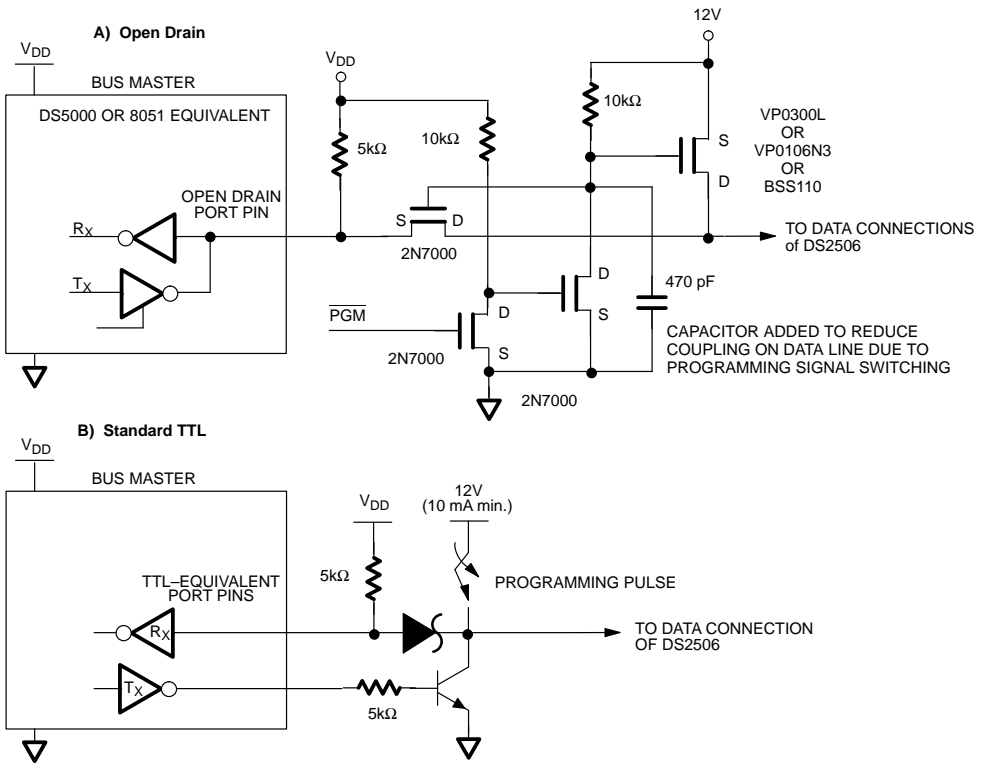 A) Open Drain
VDD
BUS MASTER
DS5000 OR 8051 EQUIVALENT
OPEN DRAIN
PORT PIN
RX
TX
VDD
5kΩ
10kΩ
S
D
2N7000
PGM
2N7000
D
S
12V
10kΩ
D
S
2N7000
S
D
VP0300L
OR
VP0106N3
OR
BSS110
TO DATA CONNECTIONS
of DS2506
470 pF
CAPACITOR ADDED TO REDUCE
COUPLING ON DATA LINE DUE TO
PROGRAMMING SIGNAL SWITCHING
B) Standard TTL
VDD
BUS MASTER
TTL–EQUIVALENT
PORT PINS
RX
TX
VDD
5kΩ
5kΩ
12V
(10 mA min.)
PROGRAMMING PULSE
TO DATA CONNECTION
OF DS2506